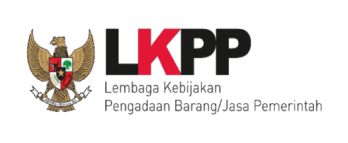 LKPP
Lembaga Kebijakan
Pengadaan Barang/Jasa Pemerintah